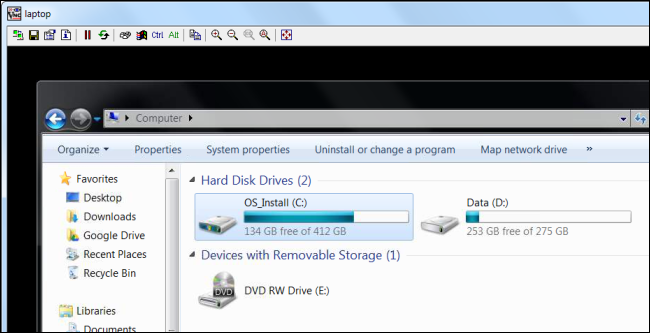 laptop
Ctrl Alt
Computer
Organize Properties System properties Uninstall or change a program Map network drive »
Favorites
Desktop
Downloads
Google Drive
Recent Places
Recycle Bin
Libraries
Documents
Hard Disk Drives (2)
OS_Install (C:)
134 GB free of 412 GB
Data (D:)
253 GB free of 275 GB
Devices with Removable Storage (1)
DVD
DVD RW Drive (E:)